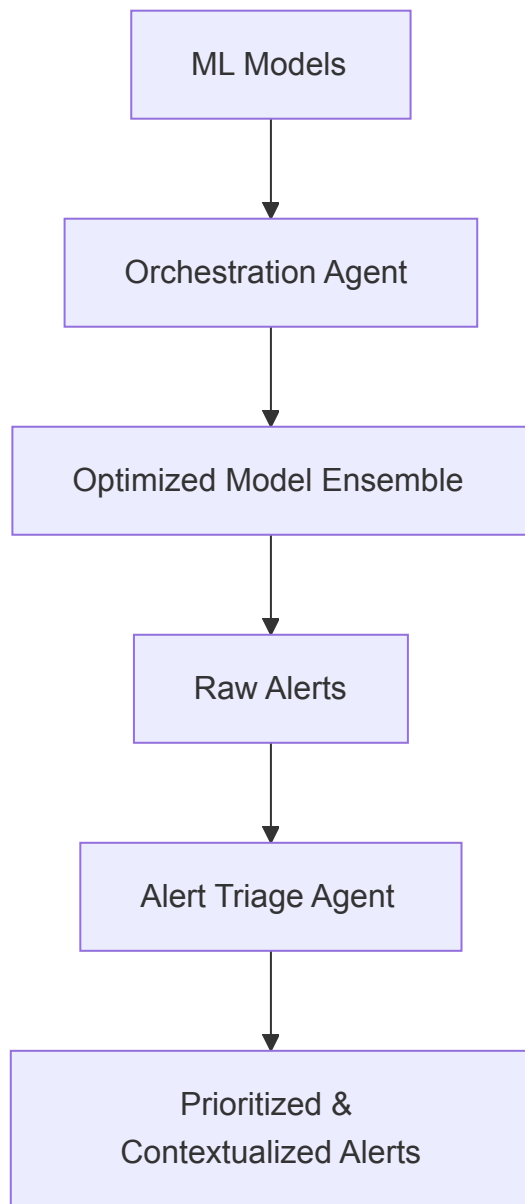 ML Models
Orchestration Agent
Optimized Model Ensemble
Raw Alerts
Alert Triage Agent
Prioritized &
Contextualized Alerts